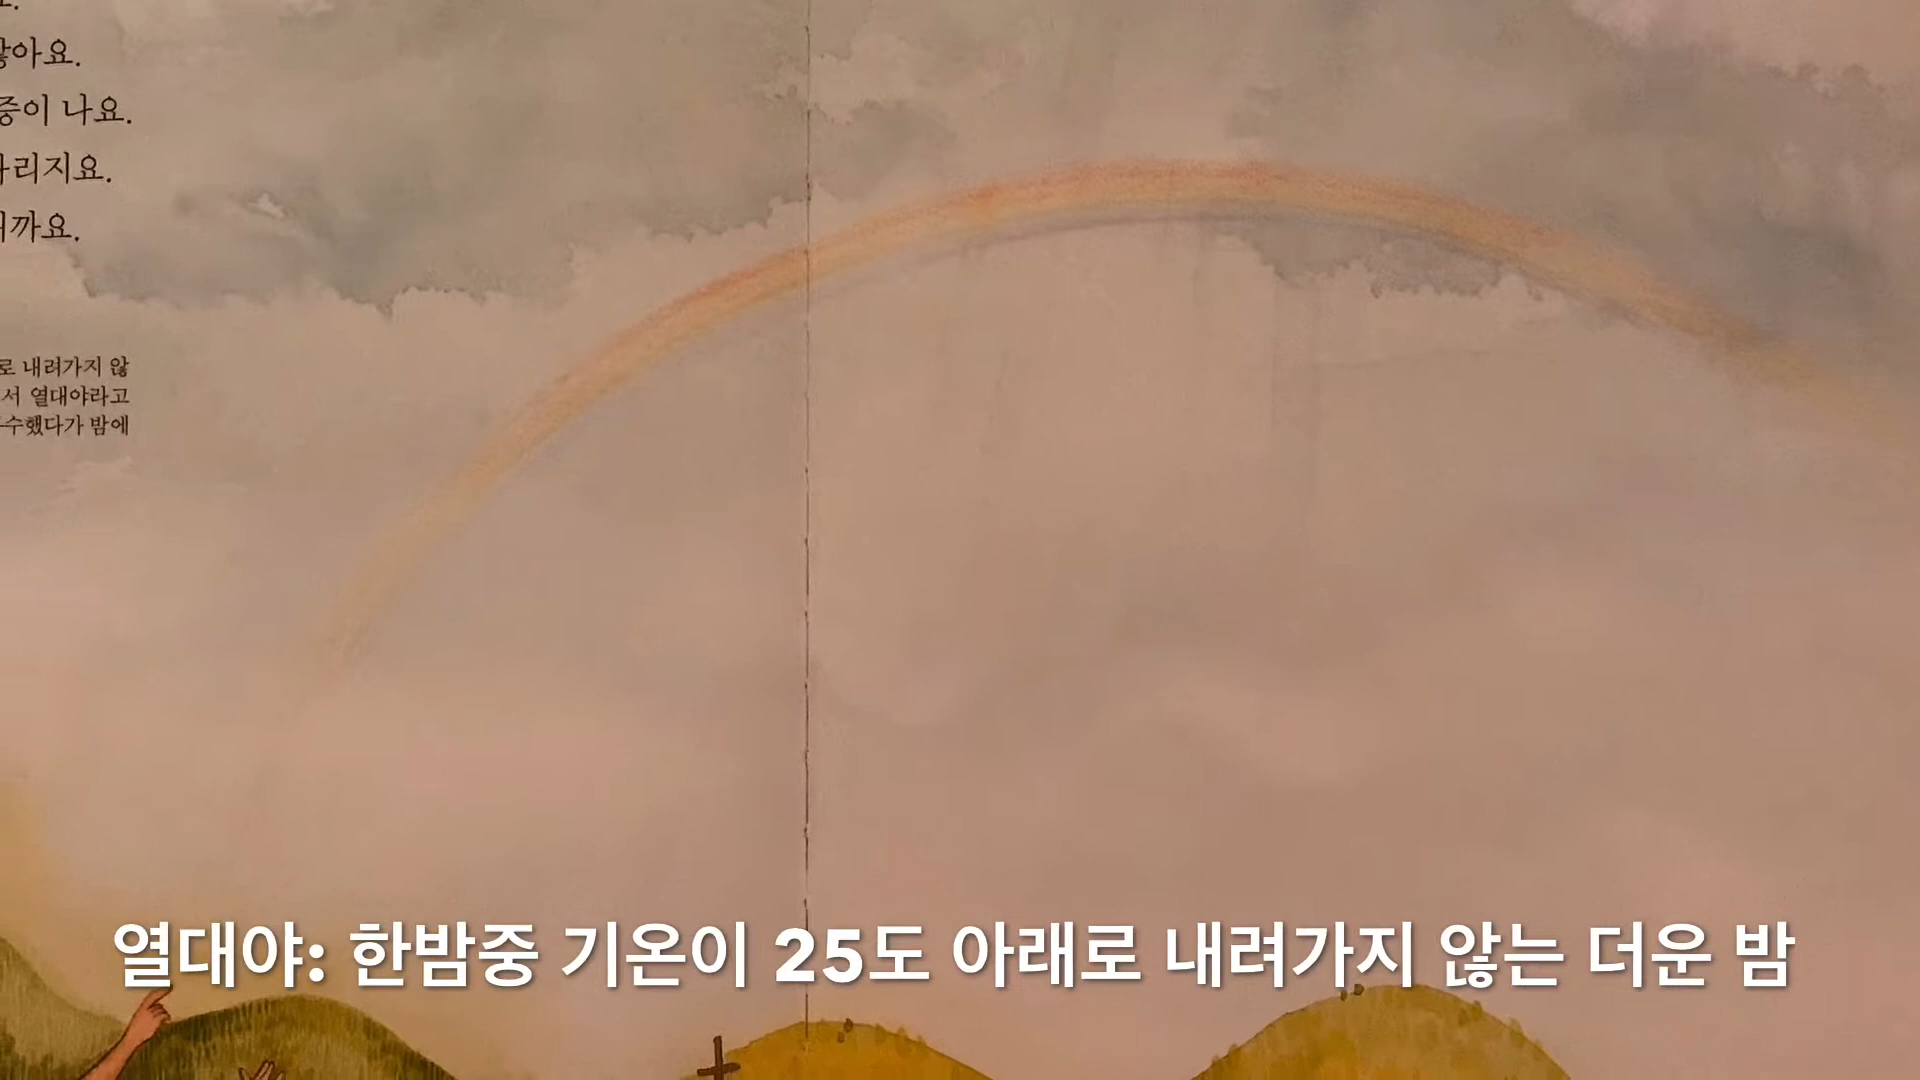 않아요.
증이 나요.
리지요.
까요.
로 내려가지 않
서 열대야라고
수했다가 밤에
열대야: 한밤중 기온이 25도 아래로 내려가지 않는 더운 밤